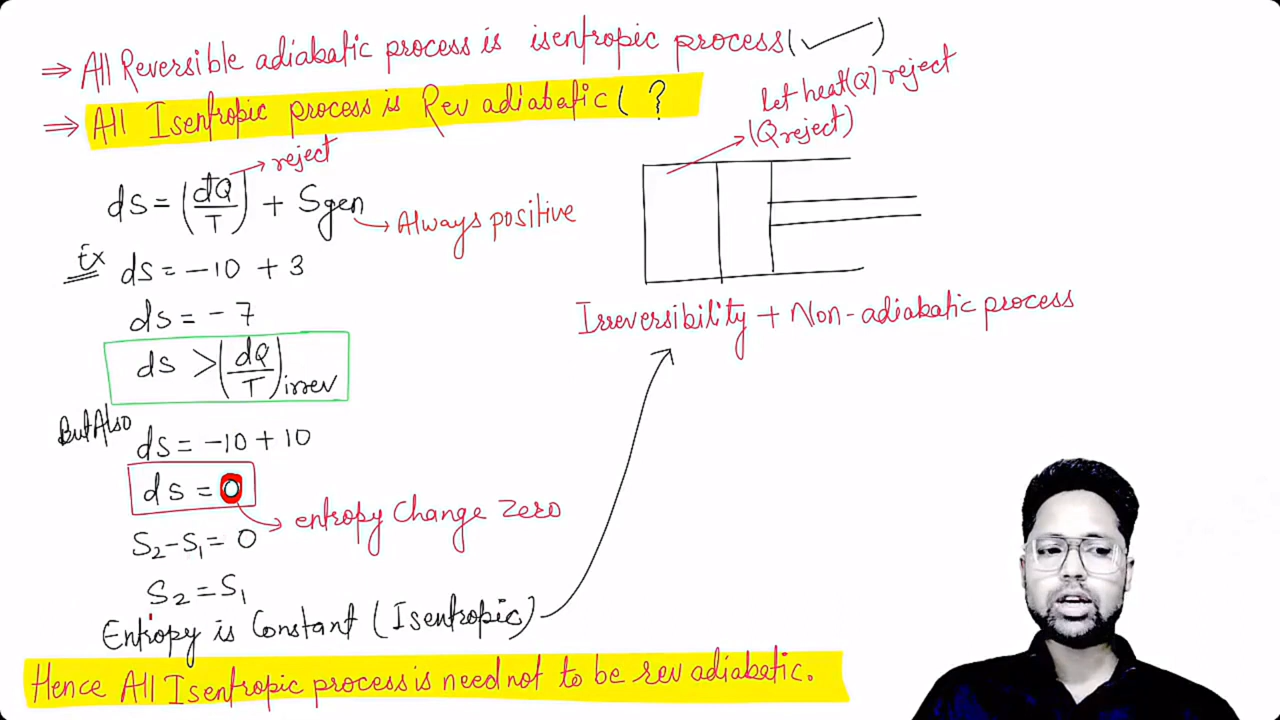 ⇒ All Reversible adiabatic process is isentropic process (✓)
⇒ All Isentropic process is Rev adiabatic ( ?
let heat(Q) reject
(Q reject)
→ reject
ds = (dQ/T) + Sgen
→ Always positive
Ex ds = -10 + 3
ds = -7
ds > (dQ/T)irrev
Irreversibility + Non-adiabatic process
But Also
ds = -10 + 10
ds = 0
→ entropy Change Zero
S₂-S₁ = 0
S₂ = S₁
Entropy is Constant (Isentropic)
Hence All Isentropic process is need not to be rev adiabetic.